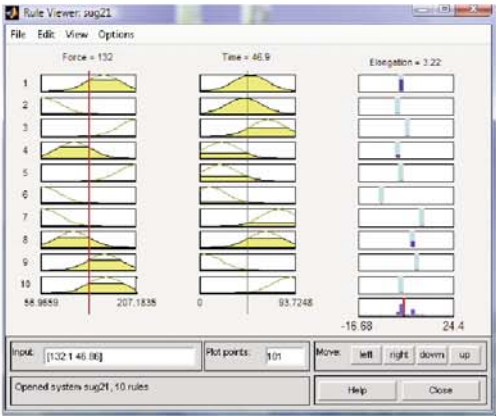 Rule Viewer: sug21
File Edit View Options
Force = 132
Time = 46.9
Elongation = 3.22
1
2
3
4
5
6
7
8
9
10
58.9859
207.1835
0
93.7248
-16.68
24.4
Input: [132.1 46.86]
Plot points: 101
Move: left right down up
Opened system sug21, 10 rules
Help
Close